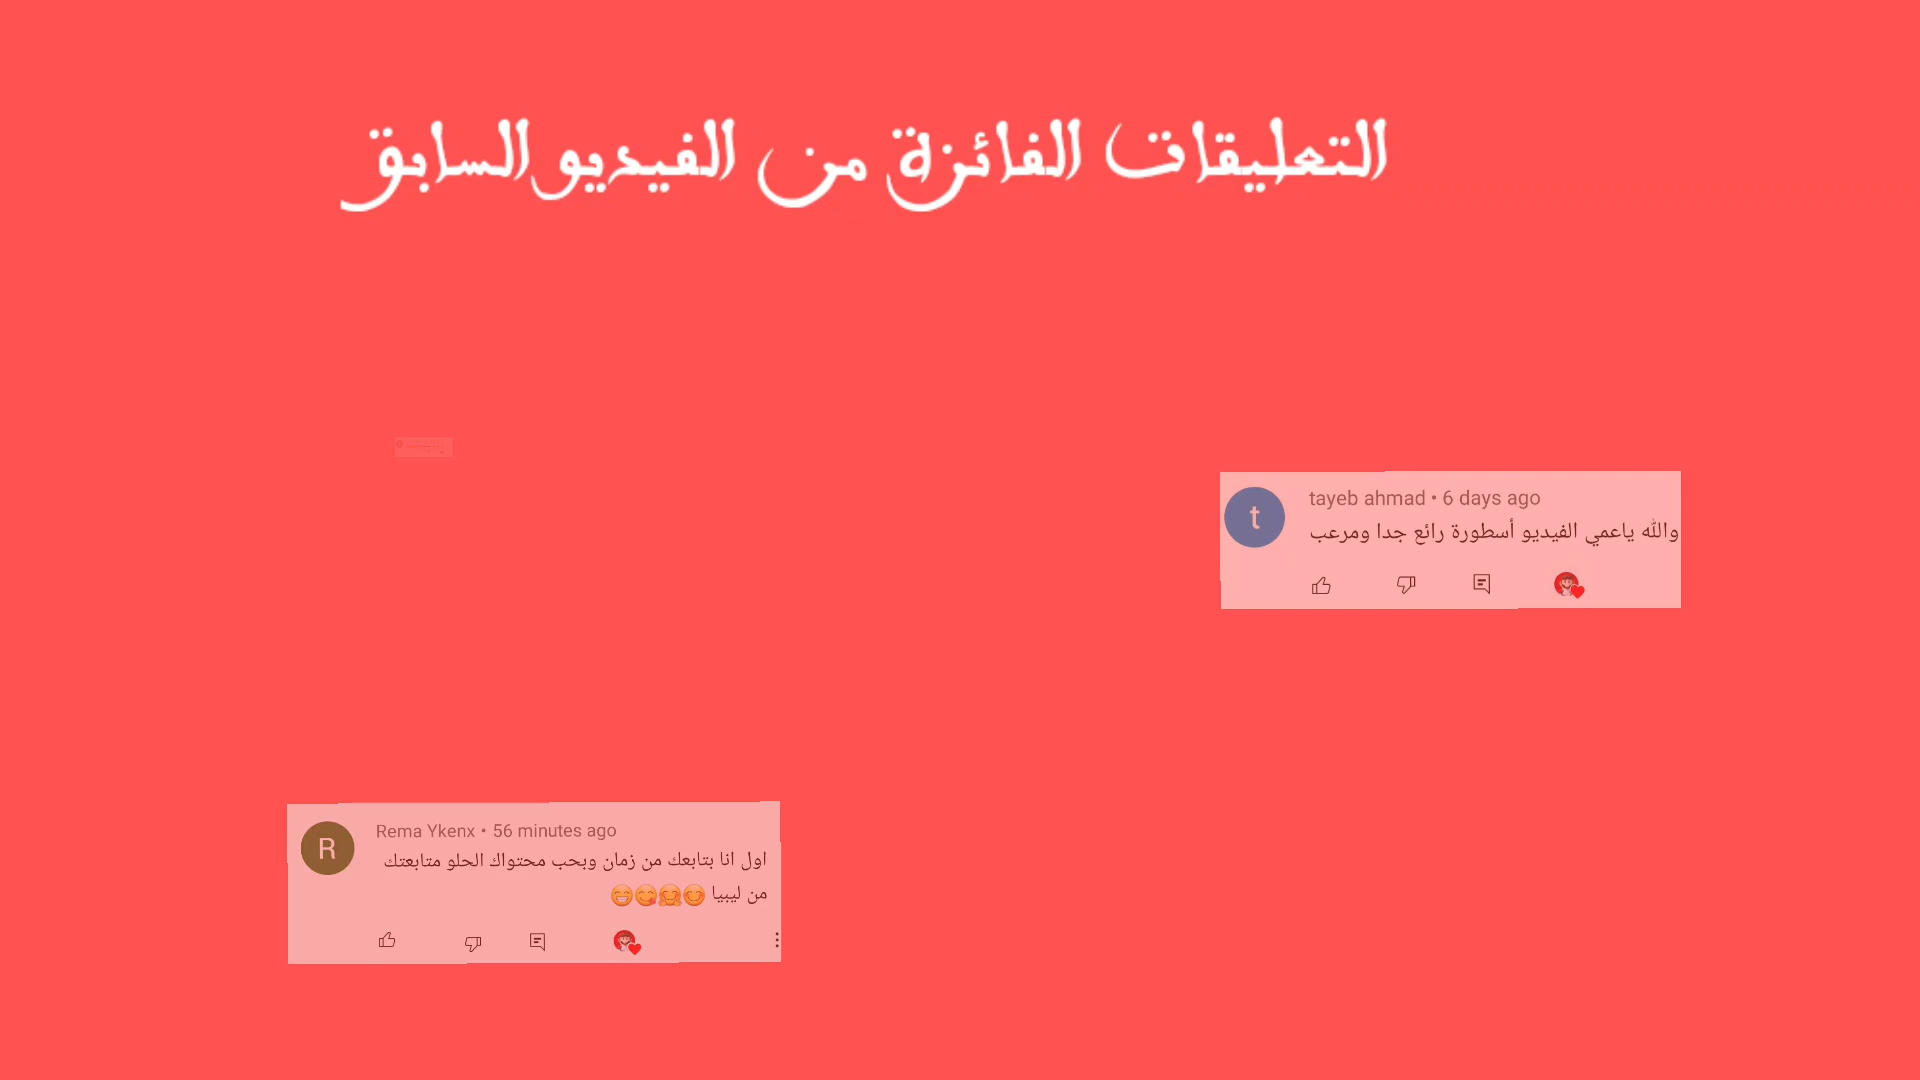 التعليقات الفائزة من الفيديو السابق
t
tayeb ahmad • 6 days ago
والله ياعمي الفيديو أسطورة رائع جدا ومرعب
R
Rema Ykenx • 56 minutes ago
اول انا بتابعك من زمان وبحب محتواك الحلو متابعتك
من ليبيا 😊🤗😋😁